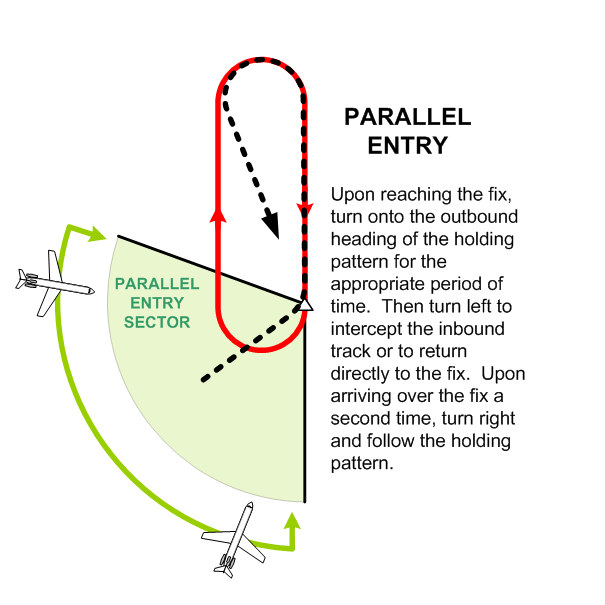 PARALLEL
ENTRY
Upon reaching the fix,
turn onto the outbound
heading of the holding
pattern for the
appropriate period of
time.  Then turn left to
intercept the inbound
track or to return
directly to the fix.  Upon
arriving over the fix a
second time, turn right
and follow the holding
pattern.
PARALLEL
ENTRY
SECTOR